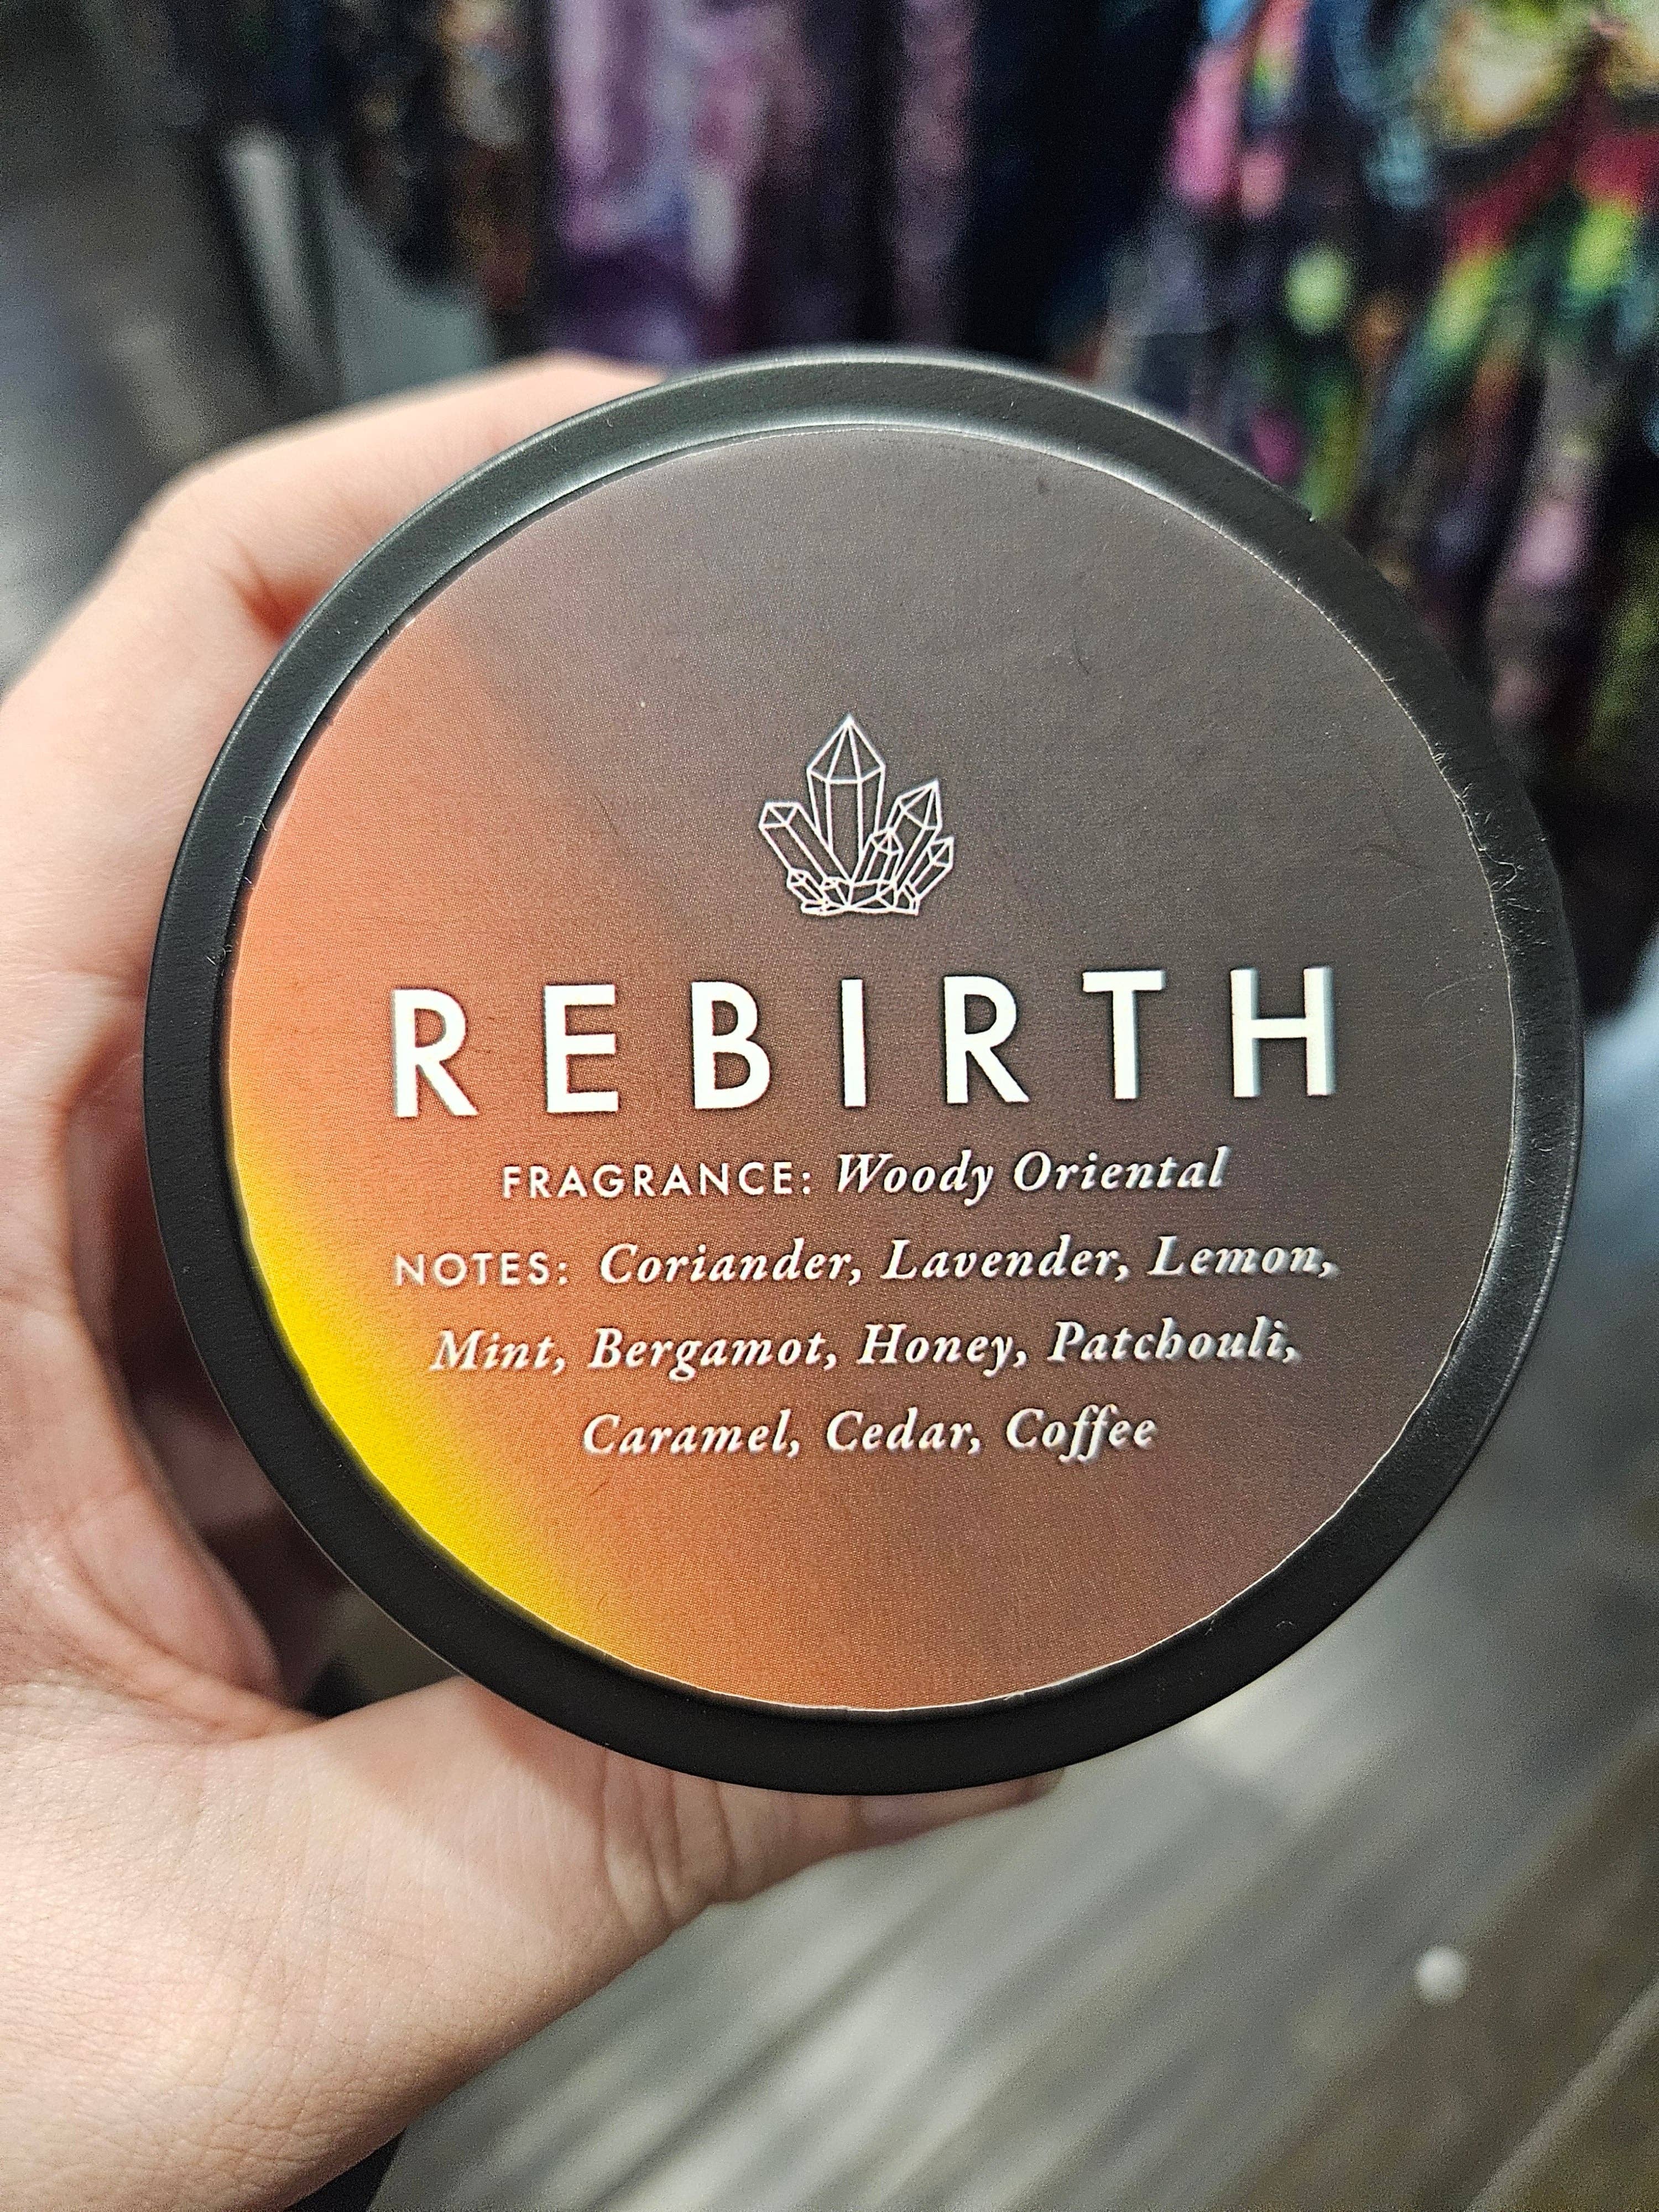 REBIRTH
FRAGRANCE: Woody Oriental
NOTES: Coriander, Lavender, Lemon,
Mint, Bergamot, Honey, Patchouli,
Caramel, Cedar, Coffee